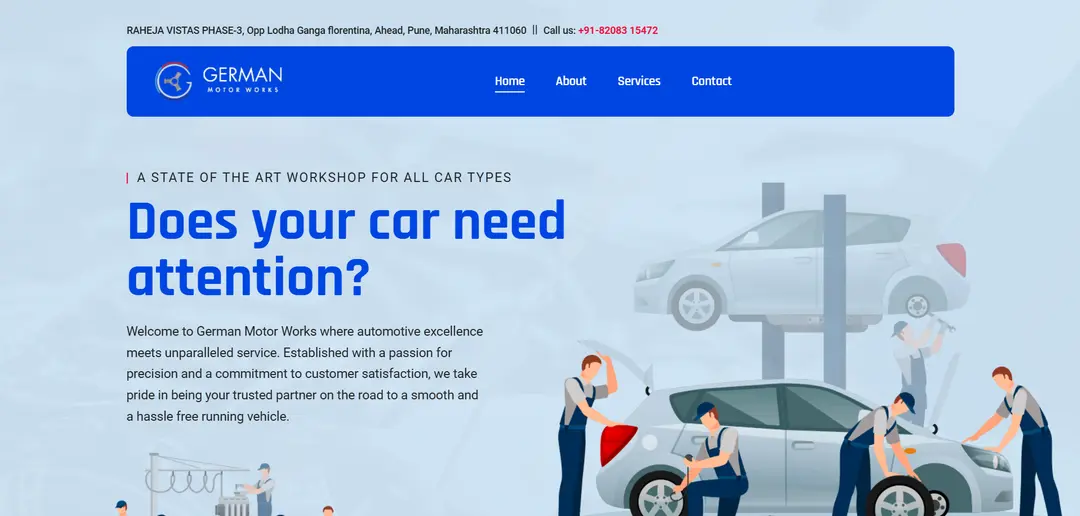 RAHEJA VISTAS PHASE-3, Opp Lodha Ganga florentina, Ahead, Pune, Maharashtra 411060 || Call us: +91-82083 15472
GERMAN
MOTOR WORKS
Home About Services Contact
A STATE OF THE ART WORKSHOP FOR ALL CAR TYPES
Does your car need
attention?
Welcome to German Motor Works where automotive excellence
meets unparalleled service. Established with a passion for
precision and a commitment to customer satisfaction, we take
pride in being your trusted partner on the road to a smooth and
a hassle free running vehicle.